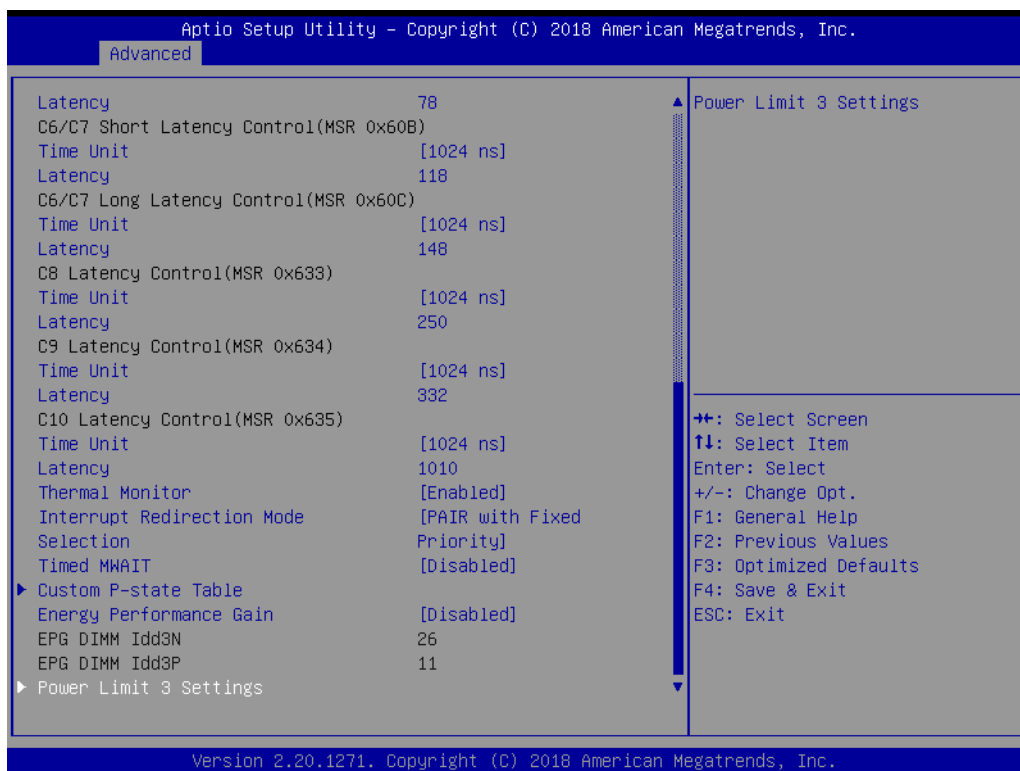 Aptio Setup Utility – Copyright (C) 2018 American Megatrends, Inc.
Advanced
Latency 78
C6/C7 Short Latency Control(MSR 0x60B)
Time Unit [1024 ns]
Latency 118
C6/C7 Long Latency Control(MSR 0x60C)
Time Unit [1024 ns]
Latency 148
C8 Latency Control(MSR 0x633)
Time Unit [1024 ns]
Latency 250
C9 Latency Control(MSR 0x634)
Time Unit [1024 ns]
Latency 332
C10 Latency Control(MSR 0x635)
Time Unit [1024 ns]
Latency 1010
Thermal Monitor [Enabled]
Interrupt Redirection Mode [PAIR with Fixed
Selection Priority]
Timed MWAIT [Disabled]
Custom P-state Table
Energy Performance Gain [Disabled]
EPG DIMM Idd3N 26
EPG DIMM Idd3P 11
Power Limit 3 Settings
Power Limit 3 Settings
→←: Select Screen
↑↓: Select Item
Enter: Select
+/-: Change Opt.
F1: General Help
F2: Previous Values
F3: Optimized Defaults
F4: Save & Exit
ESC: Exit
Version 2.20.1271. Copyright (C) 2018 American Megatrends, Inc.